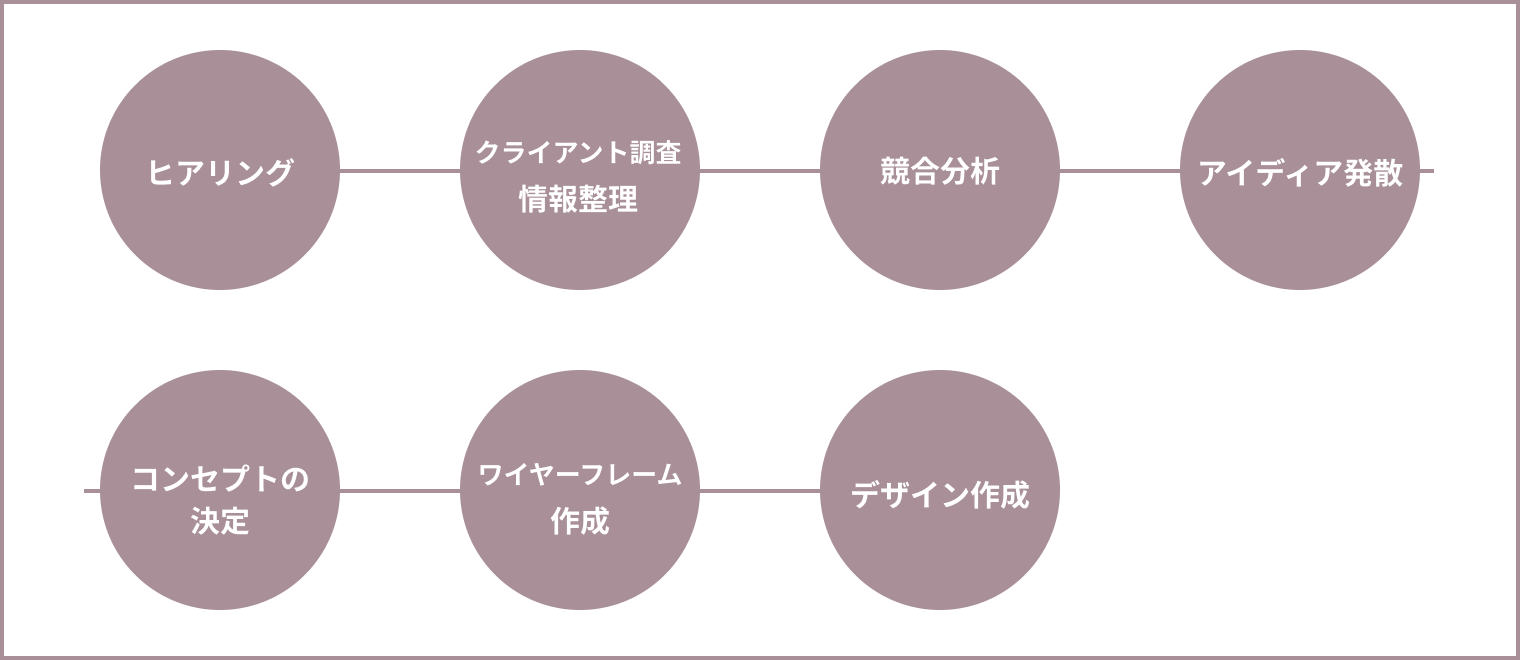 ヒアリング
クライアント調査
情報整理
競合分析
アイディア発散
コンセプトの
決定
ワイヤーフレーム
作成
デザイン作成